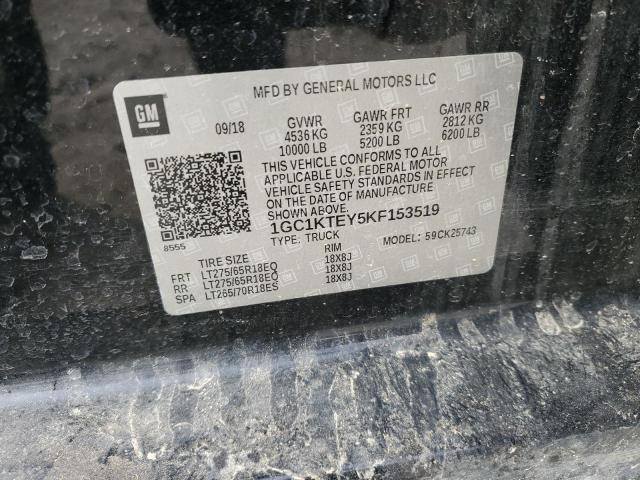 MFD BY GENERAL MOTORS LLC
GM
09/18 GVWR GAWR FRT GAWR RR
4536 KG 2359 KG 2812 KG
10000 LB 5200 LB 6200 LB
THIS VEHICLE CONFORMS TO ALL
APPLICABLE U.S. FEDERAL MOTOR
VEHICLE SAFETY STANDARDS IN EFFECT
ON THE DATE OF MANUFACTURE
SHOWN ABOVE.
8555
1GC1KTEY5KF153519
TYPE: TRUCK MODEL: 59CK25743
TIRE SIZE RIM
FRT LT275/65R18EQ 18X8J
RR LT275/65R18EQ 18X8J
SPA LT265/70R18ES 18X8J